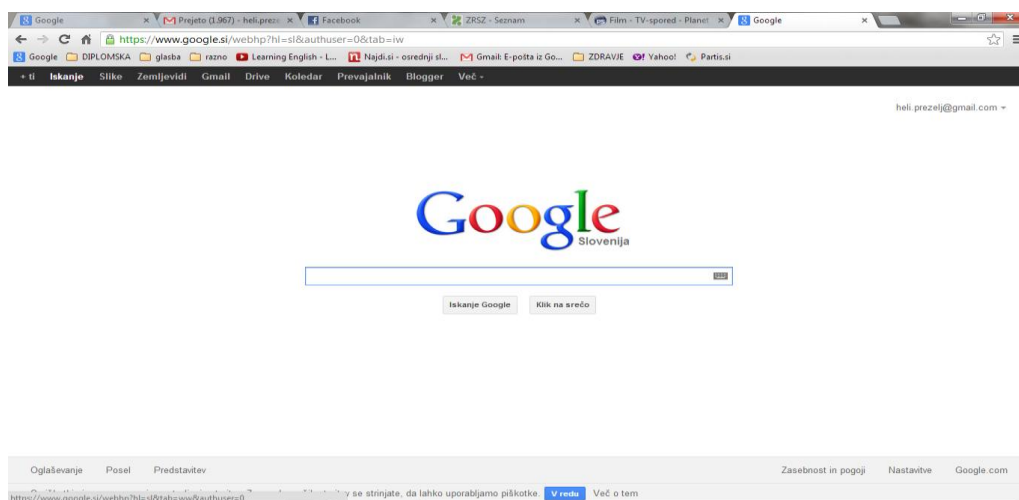 Google Prejeto (1.967) - heli.preze Facebook ZRSZ - Seznam Film - TV-spored - Planet Google
https://www.google.si/webhp?hl=sl&authuser=0&tab=iw
Google DIPLOMSKA glasba razno Learning English - L... Najdi.si - osrednji sl... Gmail: E-pošta iz Go... ZDRAVJE Yahoo! Partis.si
+ ti Iskanje Slike Zemljevidi Gmail Drive Koledar Prevajalnik Blogger Več
heli.prezelj@gmail.com
Google
Slovenija
Iskanje Google Klik na srečo
Oglaševanje Posel Predstavitev Zasebnost in pogoji Nastavitve Google.com
se strinjate, da lahko uporabljamo piškotke. V redu Več o tem
https://www.google.si/webhp?hl=sl&tab=ww&authuser=0